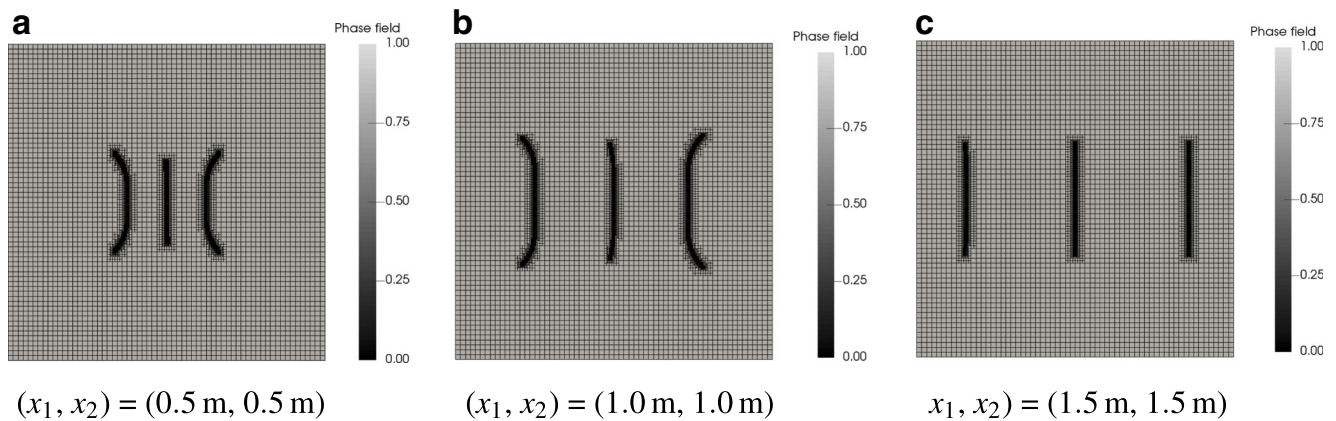 a
Phase field
1.00
0.75
0.50
0.25
0.00
(x₁, x₂) = (0.5 m, 0.5 m)
b
Phase field
1.00
0.75
0.50
0.25
0.00
(x₁, x₂) = (1.0 m, 1.0 m)
c
Phase field
1.00
0.75
0.50
0.25
0.00
x₁, x₂) = (1.5 m, 1.5 m)